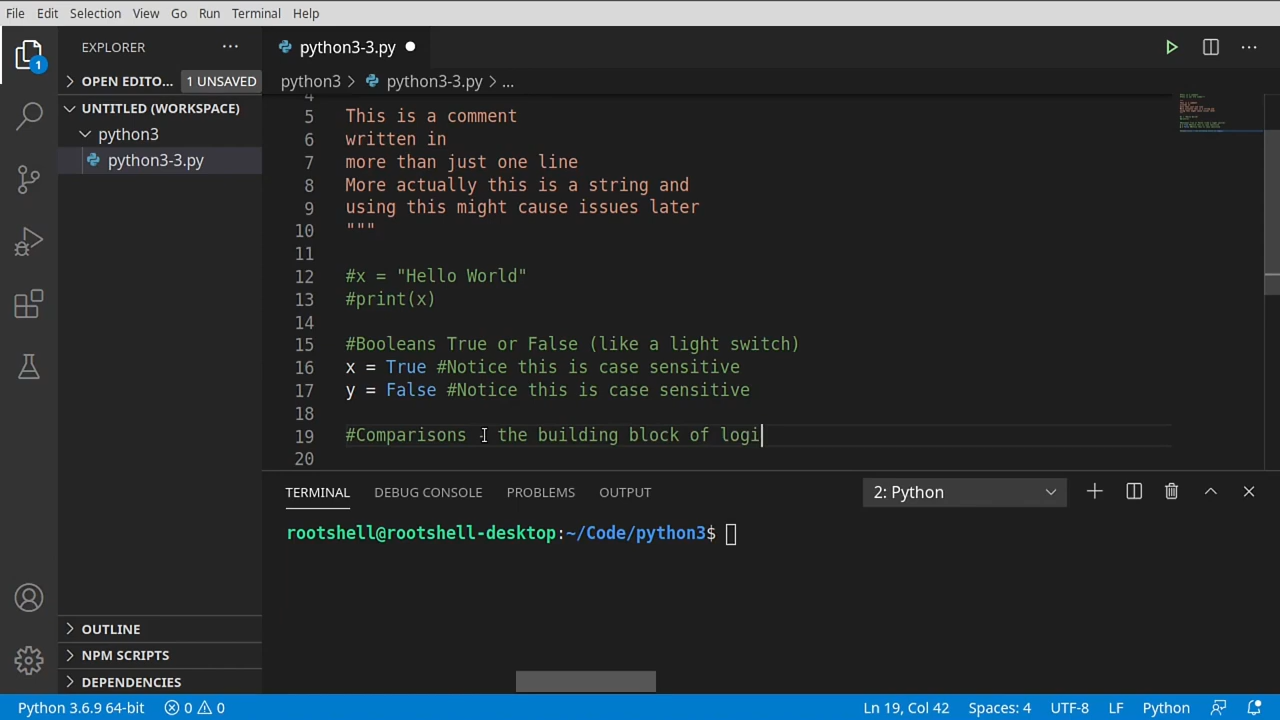 File Edit Selection View Go Run Terminal Help
EXPLORER
python3-3.py
OPEN EDITO... 1 UNSAVED
python3 > python3-3.py > ...
UNTITLED (WORKSPACE)
python3
python3-3.py
5 This is a comment
6 written in
7 more than just one line
8 More actually this is a string and
9 using this might cause issues later
10 """
11
12 #x = "Hello World"
13 #print(x)
14
15 #Booleans True or False (like a light switch)
16 x = True #Notice this is case sensitive
17 y = False #Notice this is case sensitive
18
19 #Comparisons - the building block of logi
20
TERMINAL DEBUG CONSOLE PROBLEMS OUTPUT 2: Python
rootshell@rootshell-desktop:~/Code/python3$
OUTLINE
NPM SCRIPTS
DEPENDENCIES
Python 3.6.9 64-bit 0 0 Ln 19, Col 42 Spaces: 4 UTF-8 LF Python